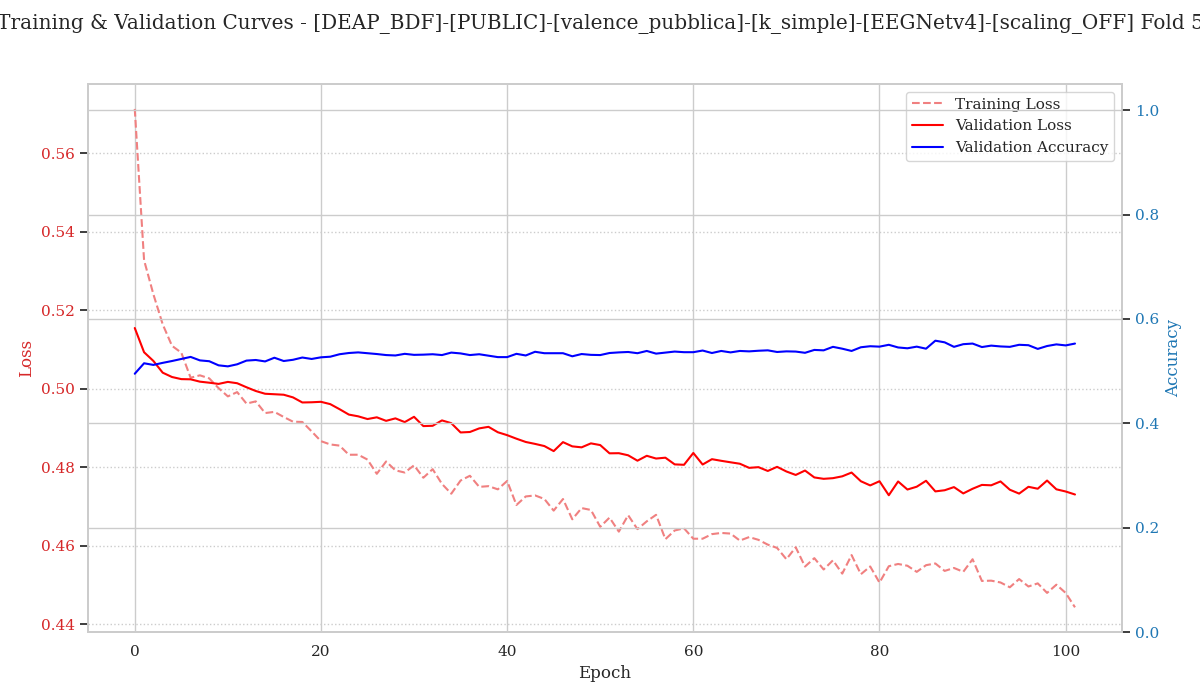 Training & Validation Curves - [DEAP_BDF]-[PUBLIC]-[valence_pubblica]-[k_simple]-[EEGNetv4]-[scaling_OFF] Fold 5
Training Loss
Validation Loss
Validation Accuracy
0.56
0.54
0.52
0.50
0.48
0.46
0.44
Loss
1.0
0.8
0.6
0.4
0.2
0.0
Accuracy
0
20
40
60
80
100
Epoch